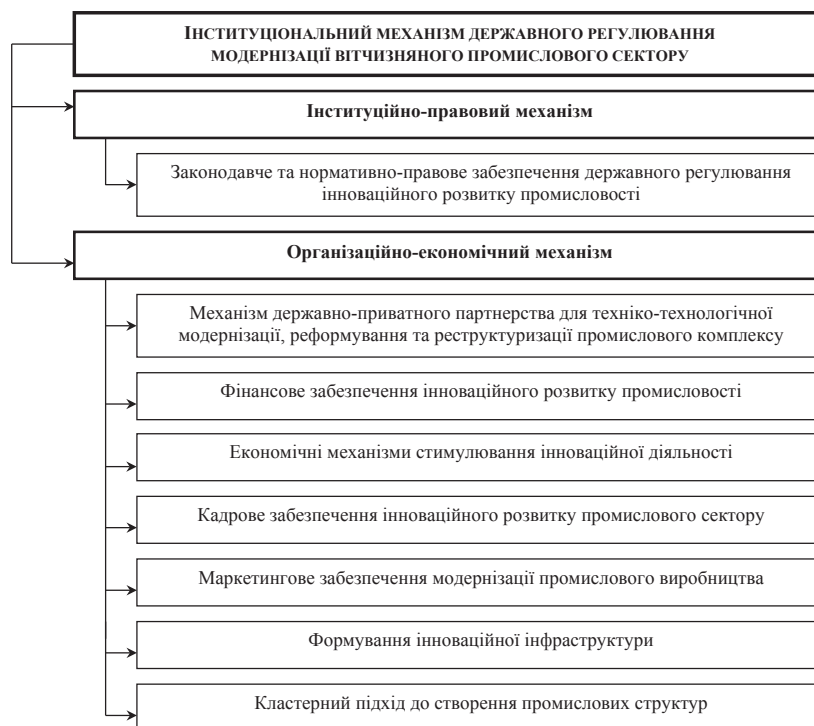 ІНСТИТУЦІОНАЛЬНИЙ МЕХАНІЗМ ДЕРЖАВНОГО РЕГУЛЮВАННЯ
МОДЕРНІЗАЦІЇ ВІТЧИЗНЯНОГО ПРОМИСЛОВОГО СЕКТОРУ
Інституційно-правовий механізм
Законодавче та нормативно-правове забезпечення державного регулювання
інноваційного розвитку промисловості
Організаційно-економічний механізм
Механізм державно-приватного партнерства для техніко-технологічної
модернізації, реформування та реструктуризації промислового комплексу
Фінансове забезпечення інноваційного розвитку промисловості
Економічні механізми стимулювання інноваційної діяльності
Кадрове забезпечення інноваційного розвитку промислового сектору
Маркетингове забезпечення модернізації промислового виробництва
Формування інноваційної інфраструктури
Кластерний підхід до створення промислових структур